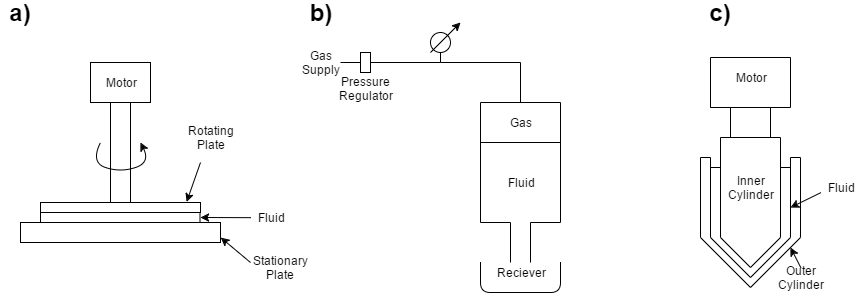 a)
Motor
Rotating
Plate
Fluid
Stationary
Plate
b)
Gas
Supply
Pressure
Regulator
Gas
Fluid
Reciever
c)
Motor
Inner
Cylinder
Fluid
Outer
Cylinder